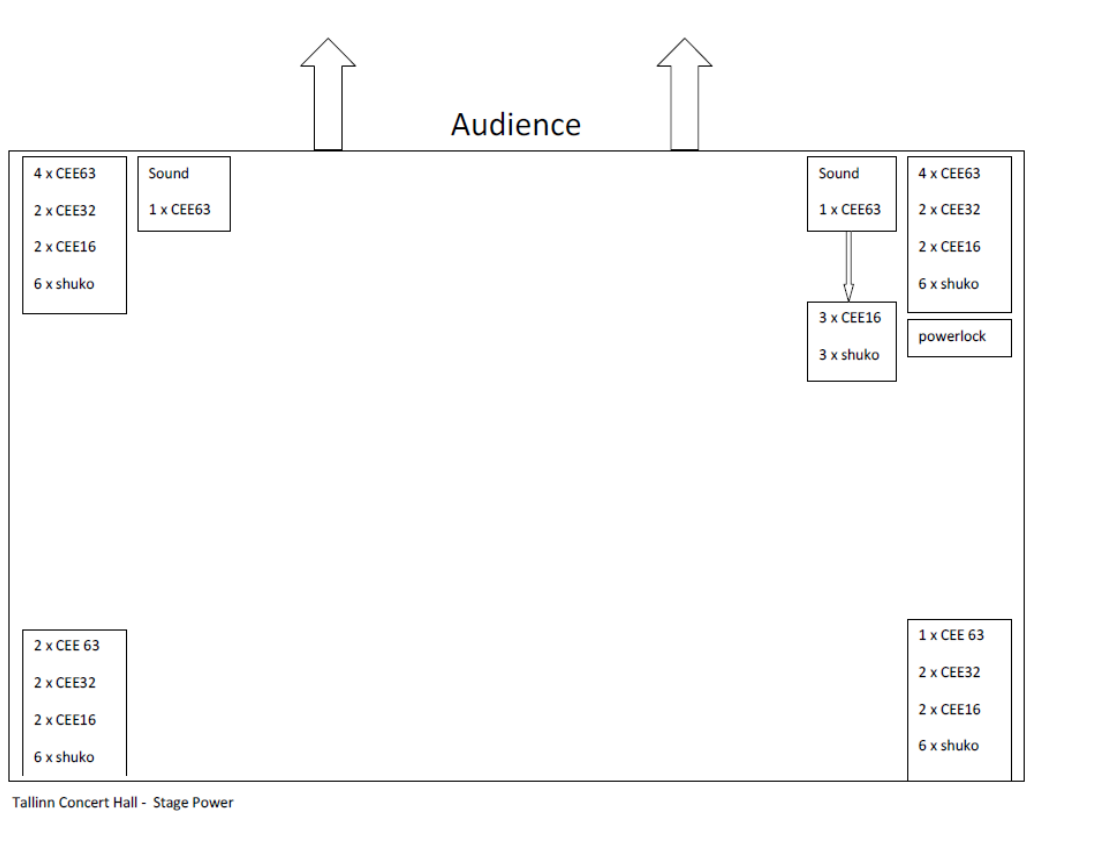 Audience
4 x CEE63
2 x CEE32
2 x CEE16
6 x shuko
Sound
1 x CEE63
Sound
1 x CEE63
3 x CEE16
3 x shuko
4 x CEE63
2 x CEE32
2 x CEE16
6 x shuko
powerlock
2 x CEE 63
2 x CEE32
2 x CEE16
6 x shuko
1 x CEE 63
2 x CEE32
2 x CEE16
6 x shuko
Tallinn Concert Hall - Stage Power